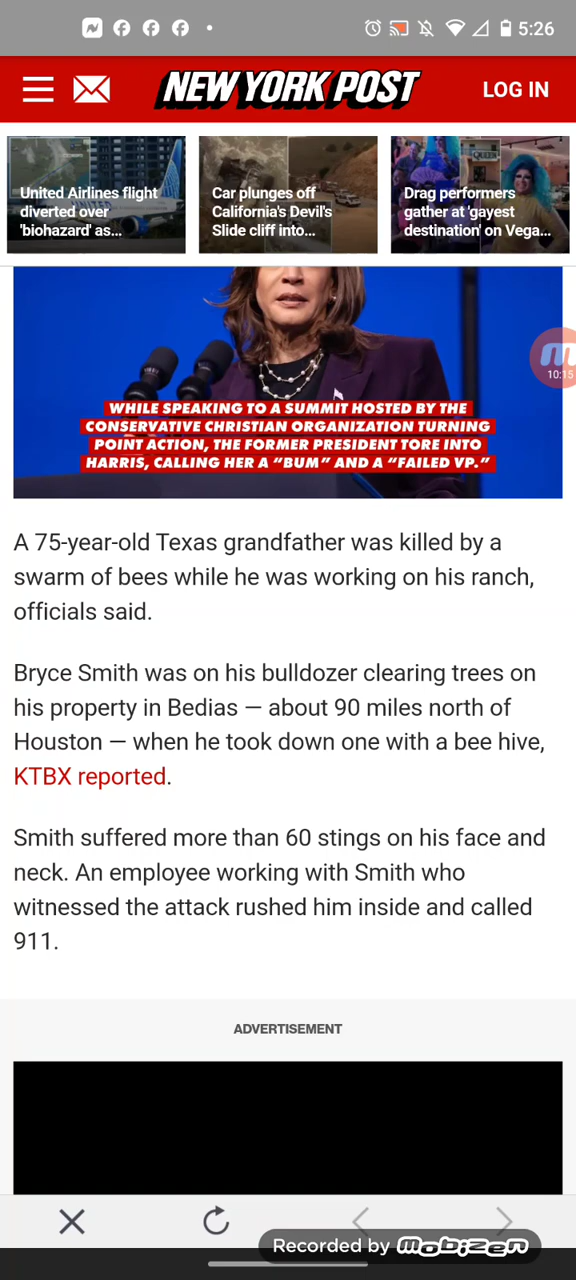 5:26
NEW YORK POST
LOG IN
United Airlines flight
diverted over
'biohazard' as...
Car plunges off
California's Devil's
Slide cliff into...
Drag performers
gather at 'gayest
destination' on Vega...
UNITED
QUEEN
10:15
WHILE SPEAKING TO A SUMMIT HOSTED BY THE
CONSERVATIVE CHRISTIAN ORGANIZATION TURNING
POINT ACTION, THE FORMER PRESIDENT TORE INTO
HARRIS, CALLING HER A “BUM” AND A “FAILED VP.”
A 75-year-old Texas grandfather was killed by a
swarm of bees while he was working on his ranch,
officials said.
Bryce Smith was on his bulldozer clearing trees on
his property in Bedias — about 90 miles north of
Houston — when he took down one with a bee hive,
KTBX reported.
Smith suffered more than 60 stings on his face and
neck. An employee working with Smith who
witnessed the attack rushed him inside and called
911.
ADVERTISEMENT
Recorded by mobizen